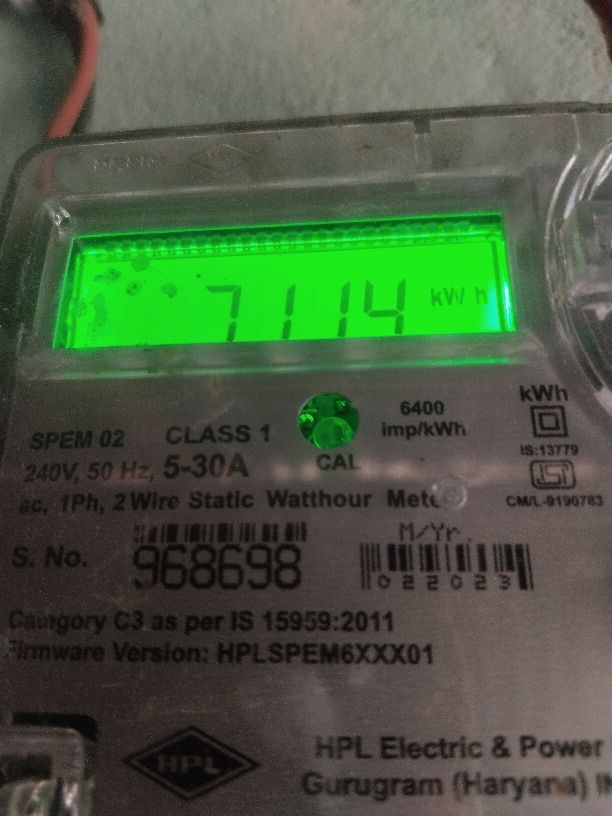 7114 kWh
SPEM 02 CLASS 1
6400
imp/kWh
kWh
240V, 50 Hz, 5-30A
CAL
IS:13779
CM/L-9190783
ac, 1Ph, 2 Wire Static Watthour Meter
M/Yr.
S. No. 968698
022023
Category C3 as per IS 15959:2011
Firmware Version: HPLSPEM6XXX01
HPL
HPL Electric & Power
Gurugram (Haryana)